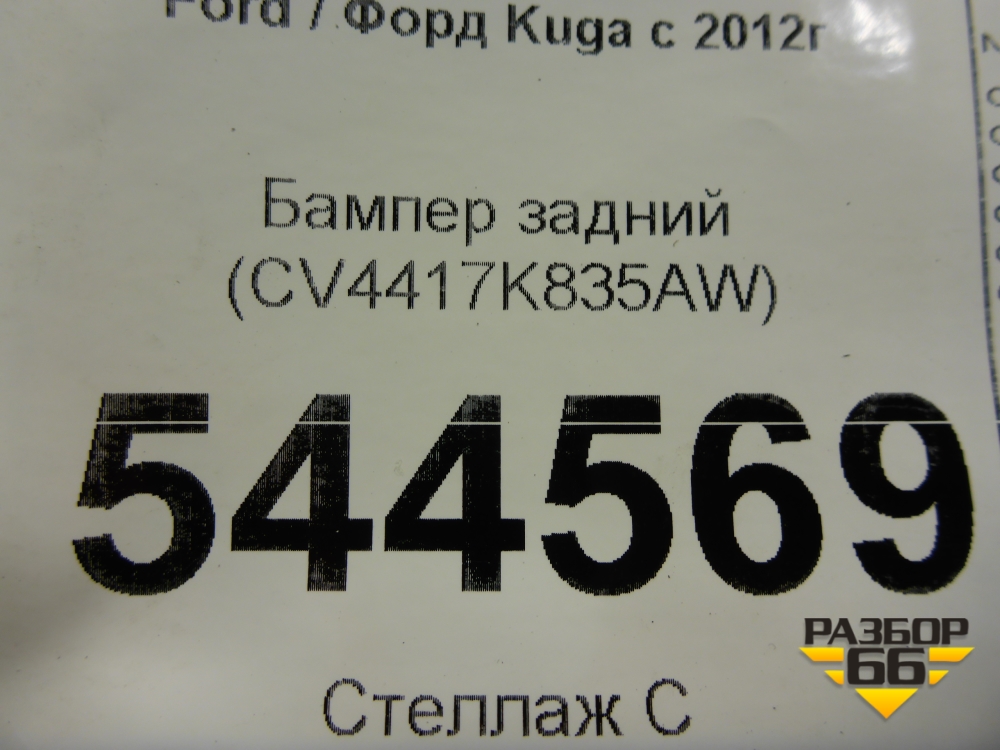 Ford / Форд Kuga с 2012г
Бампер задний
(CV4417K835AW)
544569
Стеллаж С
РАЗБОР
66